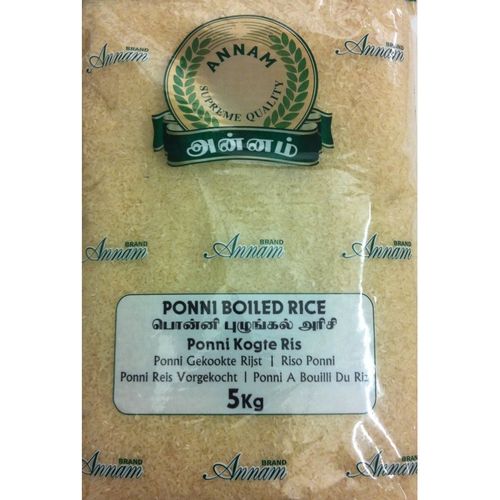 ANNAM
SUPREME QUALITY
அன்னம்
BRAND
Annam
BRAND
Annam
BRAND
Annam
BRAND
Annam
BRAND
Annam
PONNI BOILED RICE
பொன்னி புழுங்கல் அரிசி
Ponni Kogte Ris
Ponni Gekookte Rijst | Riso Ponni
Ponni Reis Vorgekocht | Ponni A Bouilli Du Riz
5Kg
BRAND
Annam
BRAND
Annam
BRAND
Annam